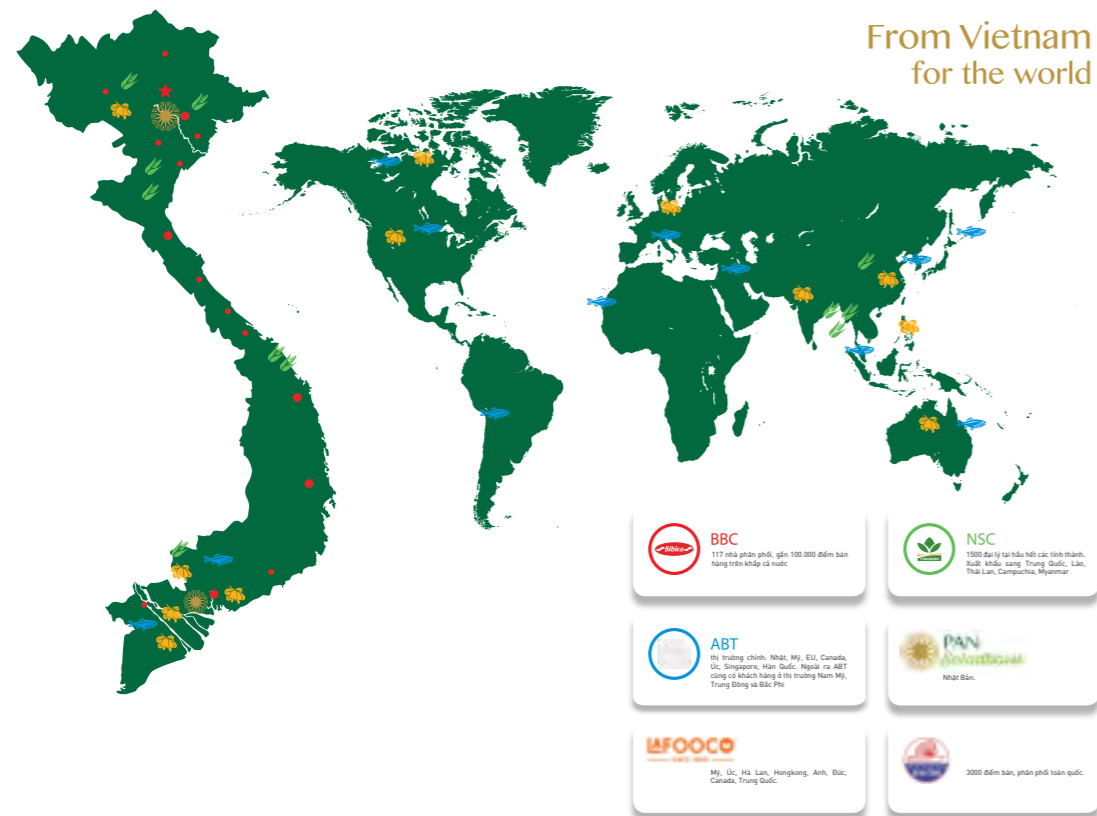 From Vietnam
for the world
BBC
Bibica
117 nhà phân phối, gần 100.000 điểm bán
hàng trên khắp cả nước
NSC
1500 đại lý tại hầu hết các tỉnh thành.
Xuất khẩu sang Trung Quốc, Lào,
Thái Lan, Campuchia, Myanmar
ABT
thị trường chính: Nhật, Mỹ, EU, Canada,
Úc, Singapore, Hàn Quốc. Ngoài ra ABT
cũng có khách hàng ở thị trường Nam Mỹ,
Trung Đông và Bắc Phi
PAN
Nhật Bản.
LAFOOCO
SINCE 1985
Mỹ, Úc, Hà Lan, Hongkong, Anh, Đức,
Canada, Trung Quốc.
3000 điểm bán, phân phối toàn quốc.